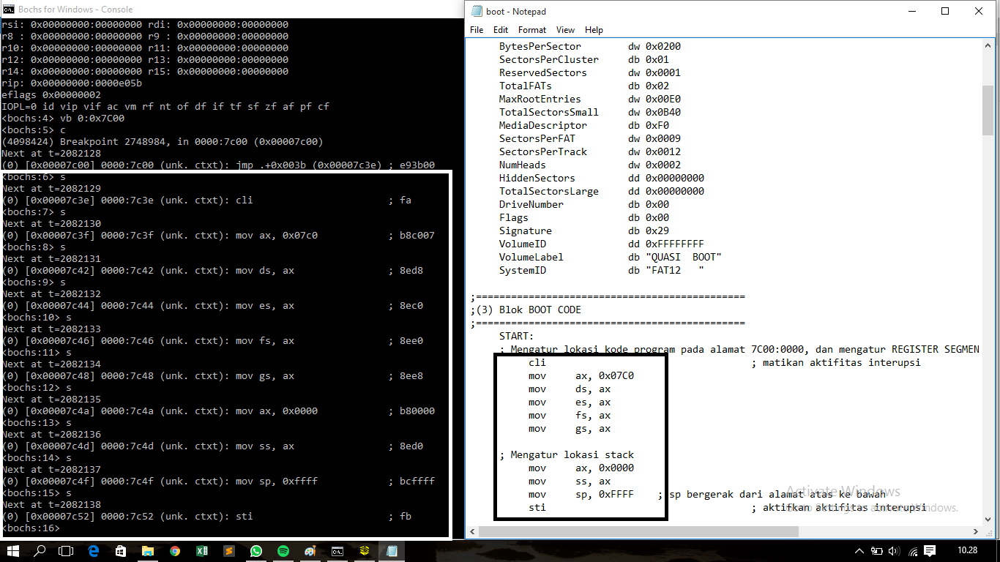 Bochs for Windows - Console
rsi: 0x00000000:00000000 rdi: 0x00000000:00000000
r8 : 0x00000000:00000000 r9 : 0x00000000:00000000
r10: 0x00000000:00000000 r11: 0x00000000:00000000
r12: 0x00000000:00000000 r13: 0x00000000:00000000
r14: 0x00000000:00000000 r15: 0x00000000:00000000
rip: 0x00000000:0000e05b
eflags 0x00000002
IOPL=0 id vip vif ac vm rf nt of df if tf sf zf af pf cf
<bochs:4> vb 0:0x7C00
<bochs:5> c
(4098424) Breakpoint 2748984, in 0000:7c00 (0x00007c00)
Next at t=2082128
(0) [0x00007c00] 0000:7c00 (unk. ctxt): jmp .+0x003b (0x00007c3e) ; e93b00
<bochs:6> s
Next at t=2082129
(0) [0x00007c3e] 0000:7c3e (unk. ctxt): cli ; fa
<bochs:7> s
Next at t=2082130
(0) [0x00007c3f] 0000:7c3f (unk. ctxt): mov ax, 0x07c0 ; b8c007
<bochs:8> s
Next at t=2082131
(0) [0x00007c42] 0000:7c42 (unk. ctxt): mov ds, ax ; 8ed8
<bochs:9> s
Next at t=2082132
(0) [0x00007c44] 0000:7c44 (unk. ctxt): mov es, ax ; 8ec0
<bochs:10> s
Next at t=2082133
(0) [0x00007c46] 0000:7c46 (unk. ctxt): mov fs, ax ; 8ee0
<bochs:11> s
Next at t=2082134
(0) [0x00007c48] 0000:7c48 (unk. ctxt): mov gs, ax ; 8ee8
<bochs:12> s
Next at t=2082135
(0) [0x00007c4a] 0000:7c4a (unk. ctxt): mov ax, 0x0000 ; b80000
<bochs:13> s
Next at t=2082136
(0) [0x00007c4d] 0000:7c4d (unk. ctxt): mov ss, ax ; 8ed0
<bochs:14> s
Next at t=2082137
(0) [0x00007c4f] 0000:7c4f (unk. ctxt): mov sp, 0xffff ; bcffff
<bochs:15> s
Next at t=2082138
(0) [0x00007c52] 0000:7c52 (unk. ctxt): sti ; fb
<bochs:16>
boot - Notepad
File Edit Format View Help
BytesPerSector dw 0x0200
SectorsPerCluster db 0x01
ReservedSectors dw 0x0001
TotalFATs db 0x02
MaxRootEntries dw 0x00E0
TotalSectorsSmall dw 0x0B40
MediaDescriptor db 0xF0
SectorsPerFAT dw 0x0009
SectorsPerTrack dw 0x0012
NumHeads dw 0x0002
HiddenSectors dd 0x00000000
TotalSectorsLarge dd 0x00000000
DriveNumber db 0x00
Flags db 0x00
Signature db 0x29
VolumeID dd 0xFFFFFFFF
VolumeLabel db "QUASI  BOOT"
SystemID db "FAT12   "
;==============================================
;(3) Blok BOOT CODE
;==============================================
START:
; Mengatur lokasi kode program pada alamat 7C00:0000, dan mengatur REGISTER SEGMEN
cli ; matikan aktifitas interupsi
mov ax, 0x07C0
mov ds, ax
mov es, ax
mov fs, ax
mov gs, ax
; Mengatur lokasi stack
mov ax, 0x0000
mov ss, ax
mov sp, 0xFFFF ; sp bergerak dari alamat atas ke bawah
sti ; aktifkan aktifitas interupsi
Activate Windows
Go to Settings to activate Windows.
10.28